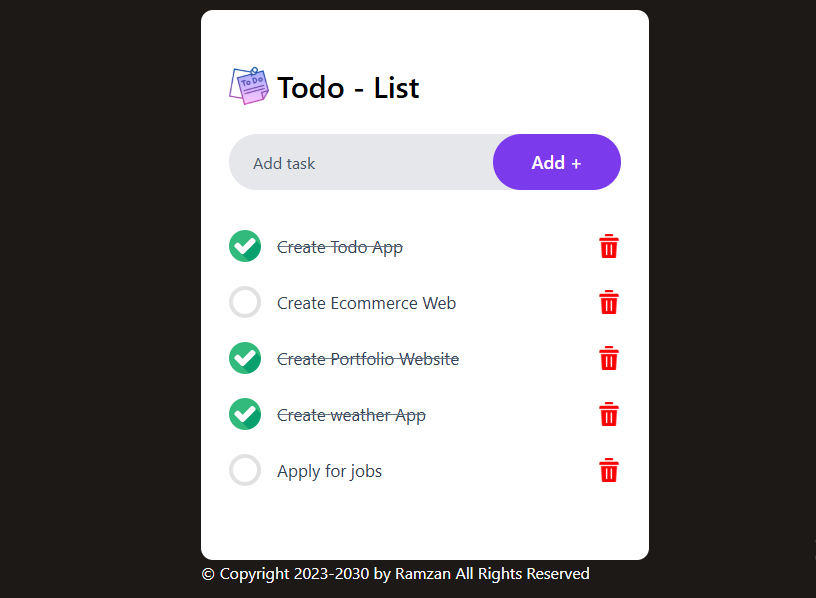 To Do
Todo - List
Add task
Add +
Create Todo App
Create Ecommerce Web
Create Portfolio Website
Create weather App
Apply for jobs
© Copyright 2023-2030 by Ramzan All Rights Reserved